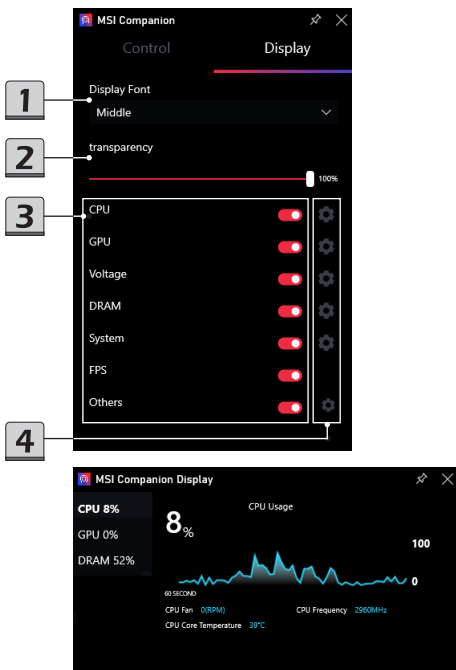 MSI Companion
Control Display
1
Display Font
Middle
2
transparency
100%
3
CPU
GPU
Voltage
DRAM
System
FPS
Others
4
MSI Companion Display
CPU 8%
GPU 0%
DRAM 52%
8%
CPU Usage
100
0
60 SECOND
CPU Fan 0(RPM) CPU Frequency 2960MHz
CPU Core Temperature 39°C